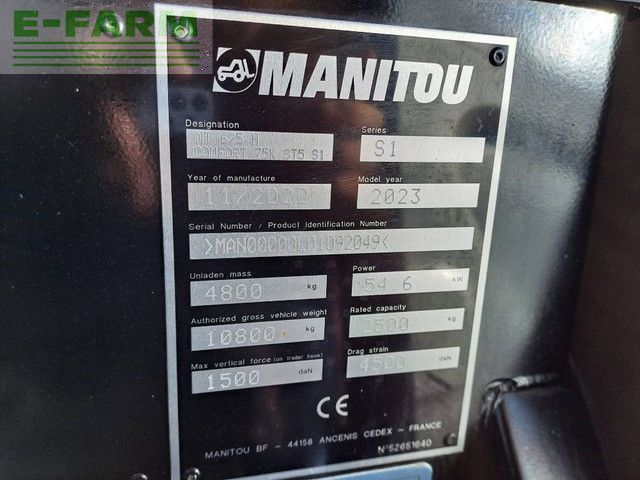 E-FARM
MANITOU
Designation
MT 625 H
COMFORT 75K ST5 S1
Series
S1
Year of manufacture
11/2022
Model year
2023
Serial Number / Product Identification Number
>MAN00000L01092049<
Unladen mass
4800 kg
Power
54.6 kW
Authorized gross vehicle weight
10800 kg
Rated capacity
2500 kg
Max vertical force (on trailer hook)
1500 daN
Drag strain
4500 daN
CE
MANITOU BF - 44158 ANCENIS CEDEX - FRANCE
N°52651640